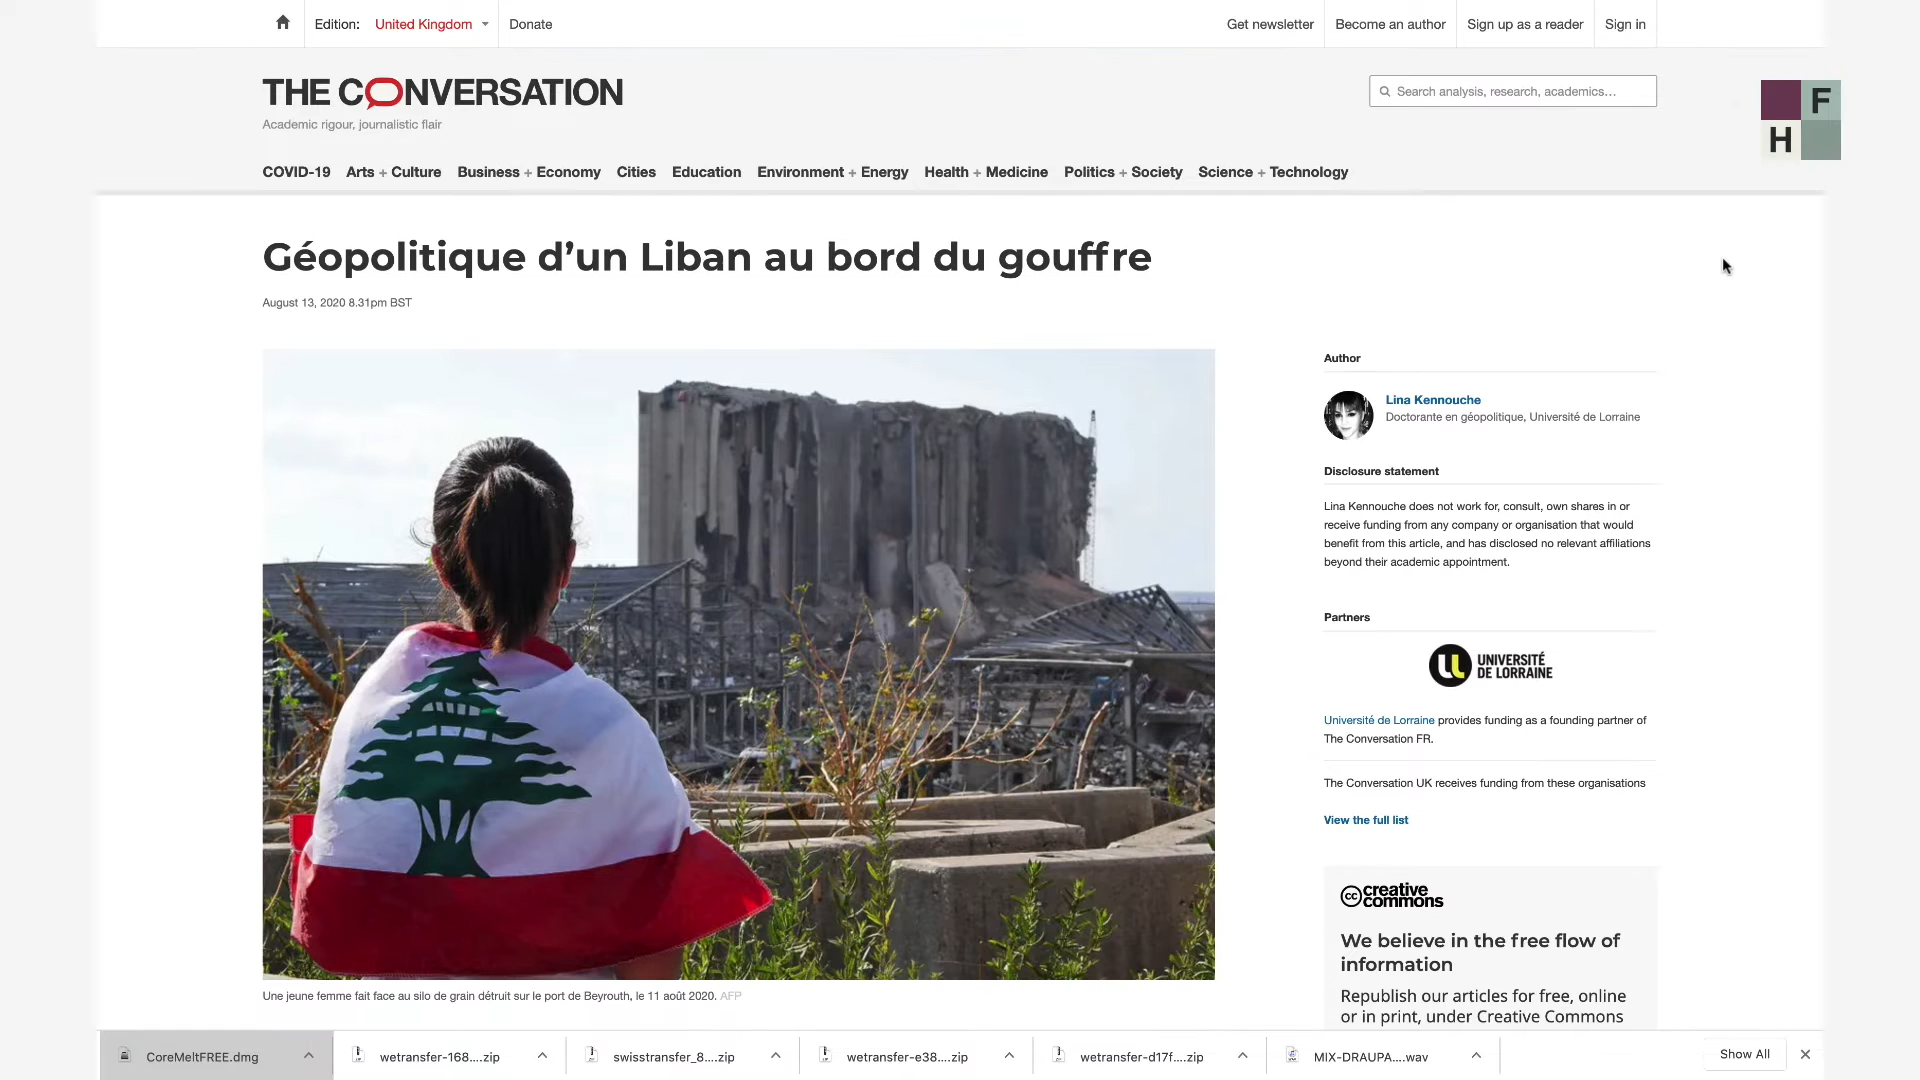 Edition: United Kingdom Donate Get newsletter Become an author Sign up as a reader Sign in
THE CONVERSATION
Search analysis, research, academics...
F
H
Academic rigour, journalistic flair
COVID-19 Arts + Culture Business + Economy Cities Education Environment + Energy Health + Medicine Politics + Society Science + Technology
Géopolitique d'un Liban au bord du gouffre
August 13, 2020 8.31pm BST
Author
Lina Kennouche
Doctorante en géopolitique, Université de Lorraine
Disclosure statement
Lina Kennouche does not work for, consult, own shares in or
receive funding from any company or organisation that would
benefit from this article, and has disclosed no relevant affiliations
beyond their academic appointment.
Partners
UNIVERSITÉ
DE LORRAINE
Université de Lorraine provides funding as a founding partner of
The Conversation FR.
The Conversation UK receives funding from these organisations
View the full list
cc creative
commons
We believe in the free flow of
information
Republish our articles for free, online
or in print, under Creative Commons
Une jeune femme fait face au silo de grain détruit sur le port de Beyrouth, le 11 août 2020. AFP
CoreMeltFREE.dmg wetransfer-168....zip swisstransfer_8....zip wetransfer-e38....zip wetransfer-d17f....zip MIX-DRAUPA....wav Show All